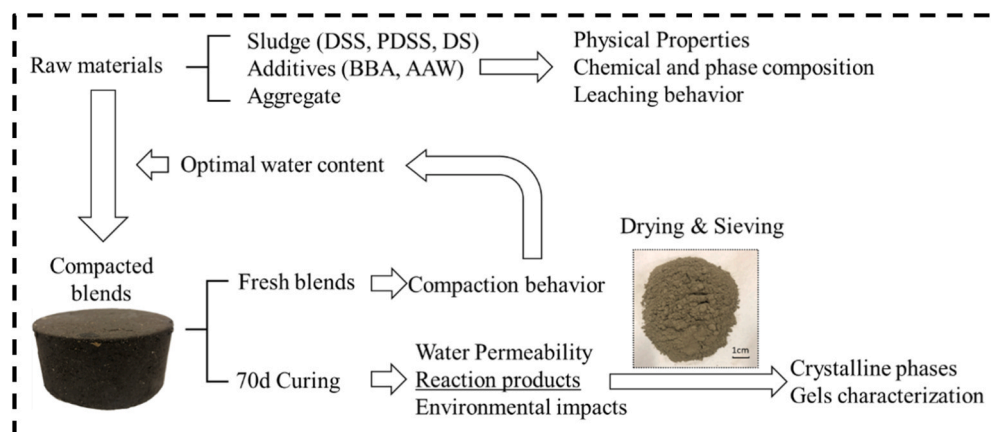 Raw materials
Sludge (DSS, PDSS, DS)
Additives (BBA, AAW)
Aggregate
Physical Properties
Chemical and phase composition
Leaching behavior
Optimal water content
Compacted
blends
Fresh blends
Compaction behavior
Drying & Sieving
1cm
70d Curing
Water Permeability
Reaction products
Environmental impacts
Crystalline phases
Gels characterization